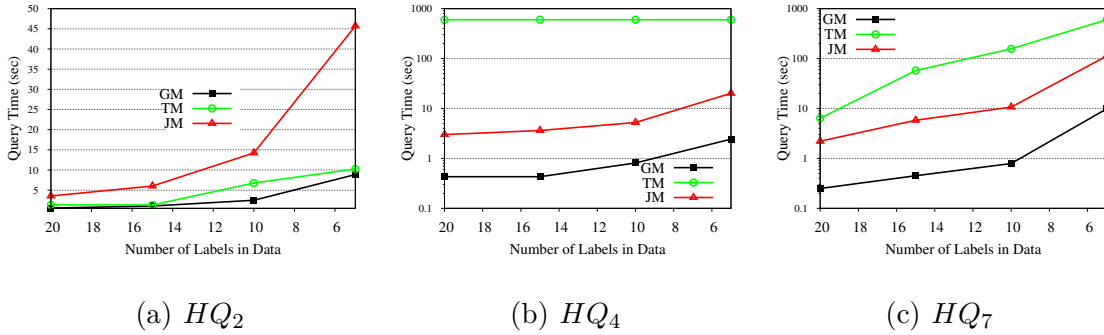 50
45
40
35
30
25
20
15
10
5
Query Time (sec)
GM
TM
JM
20 18 16 14 12 10 8 6
Number of Labels in Data
(a) HQ2
1000
100
10
1
0.1
Query Time (sec)
GM
TM
JM
20 18 16 14 12 10 8 6
Number of Labels in Data
(b) HQ4
1000
100
10
1
0.1
Query Time (sec)
GM
TM
JM
20 18 16 14 12 10 8 6
Number of Labels in Data
(c) HQ7